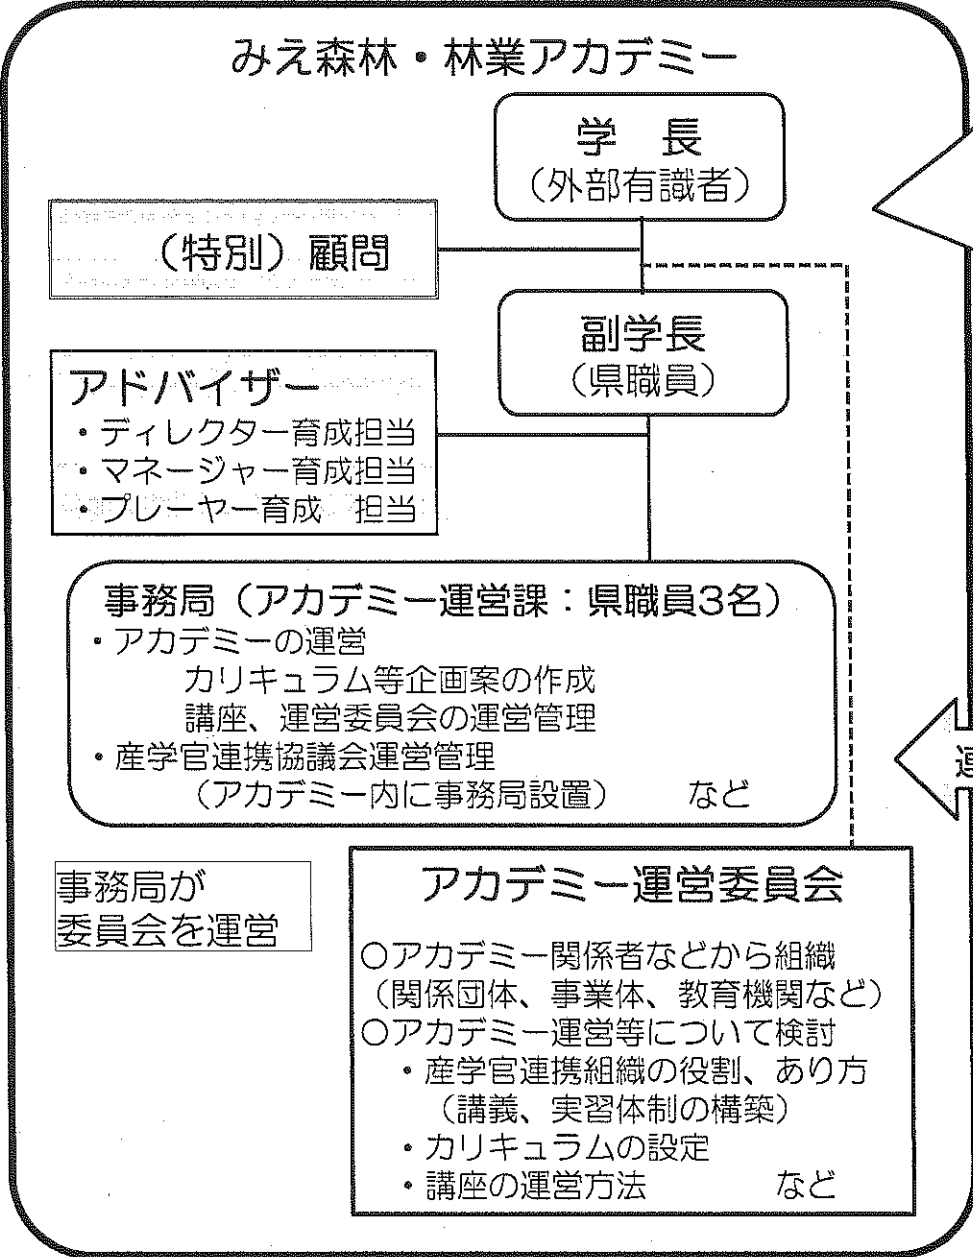 みえ森林・林業アカデミー
学 長
（外部有識者）
（特別）顧問
副学長
（県職員）
アドバイザー
・ディレクター育成担当
・マネージャー育成担当
・プレーヤー育成 担当
事務局（アカデミー運営課：県職員3名）
・アカデミーの運営
カリキュラム等企画案の作成
講座、運営委員会の運営管理
・産学官連携協議会運営管理
（アカデミー内に事務局設置） など
事務局が
委員会を運営
アカデミー運営委員会
○アカデミー関係者などから組織
（関係団体、事業体、教育機関など）
○アカデミー運営等について検討
・産学官連携組織の役割、あり方
（講義、実習体制の構築）
・カリキュラムの設定
・講座の運営方法 など